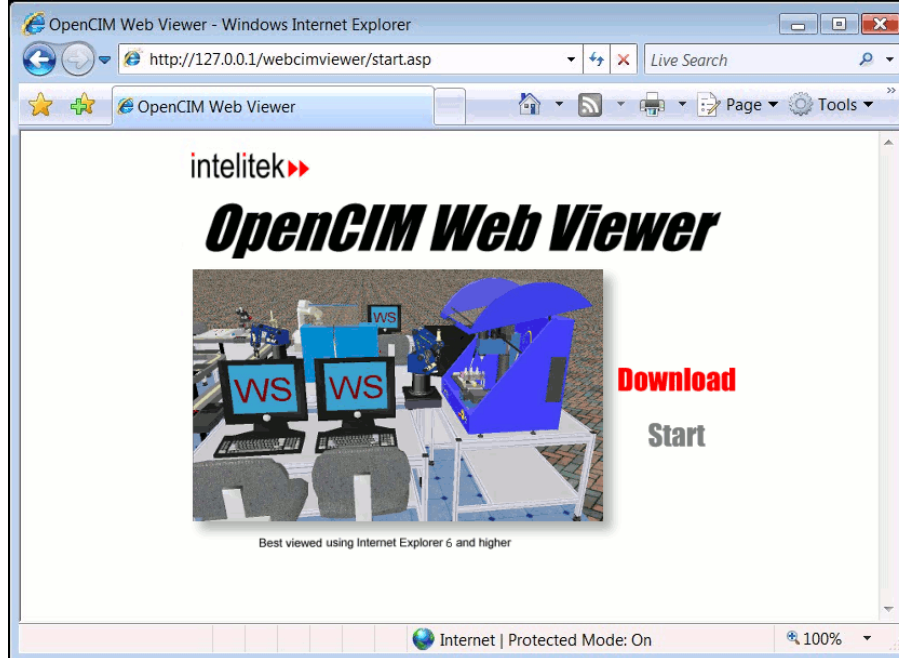 OpenCIM Web Viewer - Windows Internet Explorer
http://127.0.0.1/webcimviewer/start.asp
Live Search
OpenCIM Web Viewer
Page
Tools
intelitek
OpenCIM Web Viewer
WS
WS
WS
Download
Start
Best viewed using Internet Explorer 6 and higher
Internet | Protected Mode: On
100%